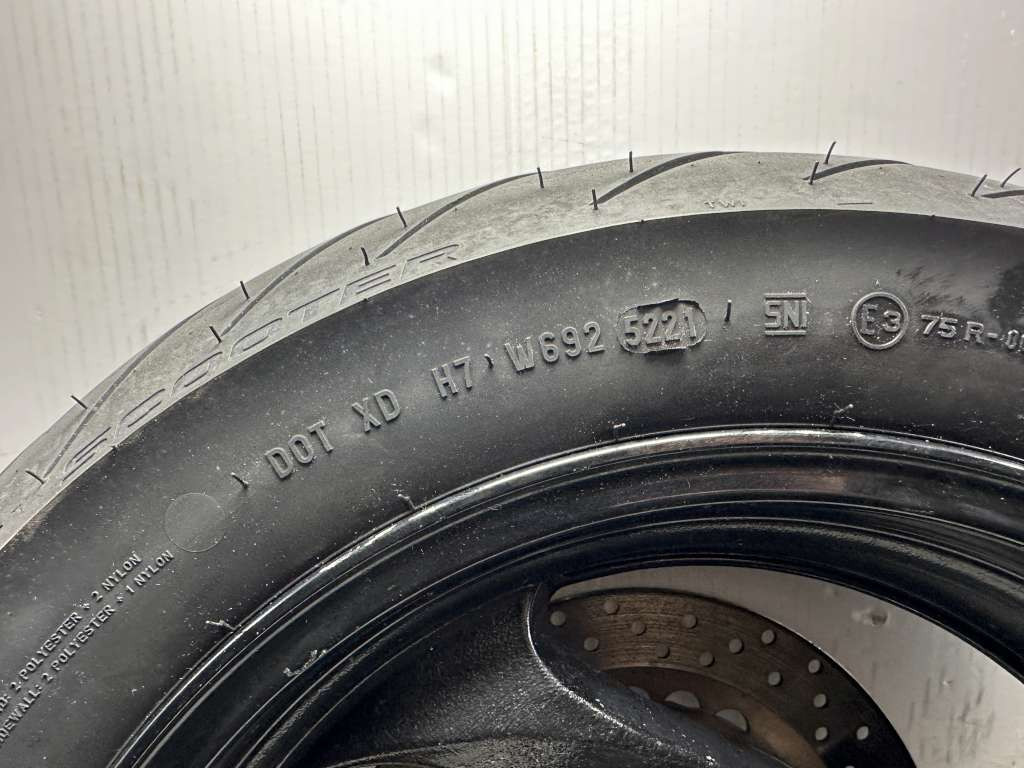 TWI
SCOOTER
DOT XD H7 W692 5221 SNI E3 75R-0
2 POLYESTER * 2 NYLON
SIDEWALL: 2 POLYESTER * 1 NYLON